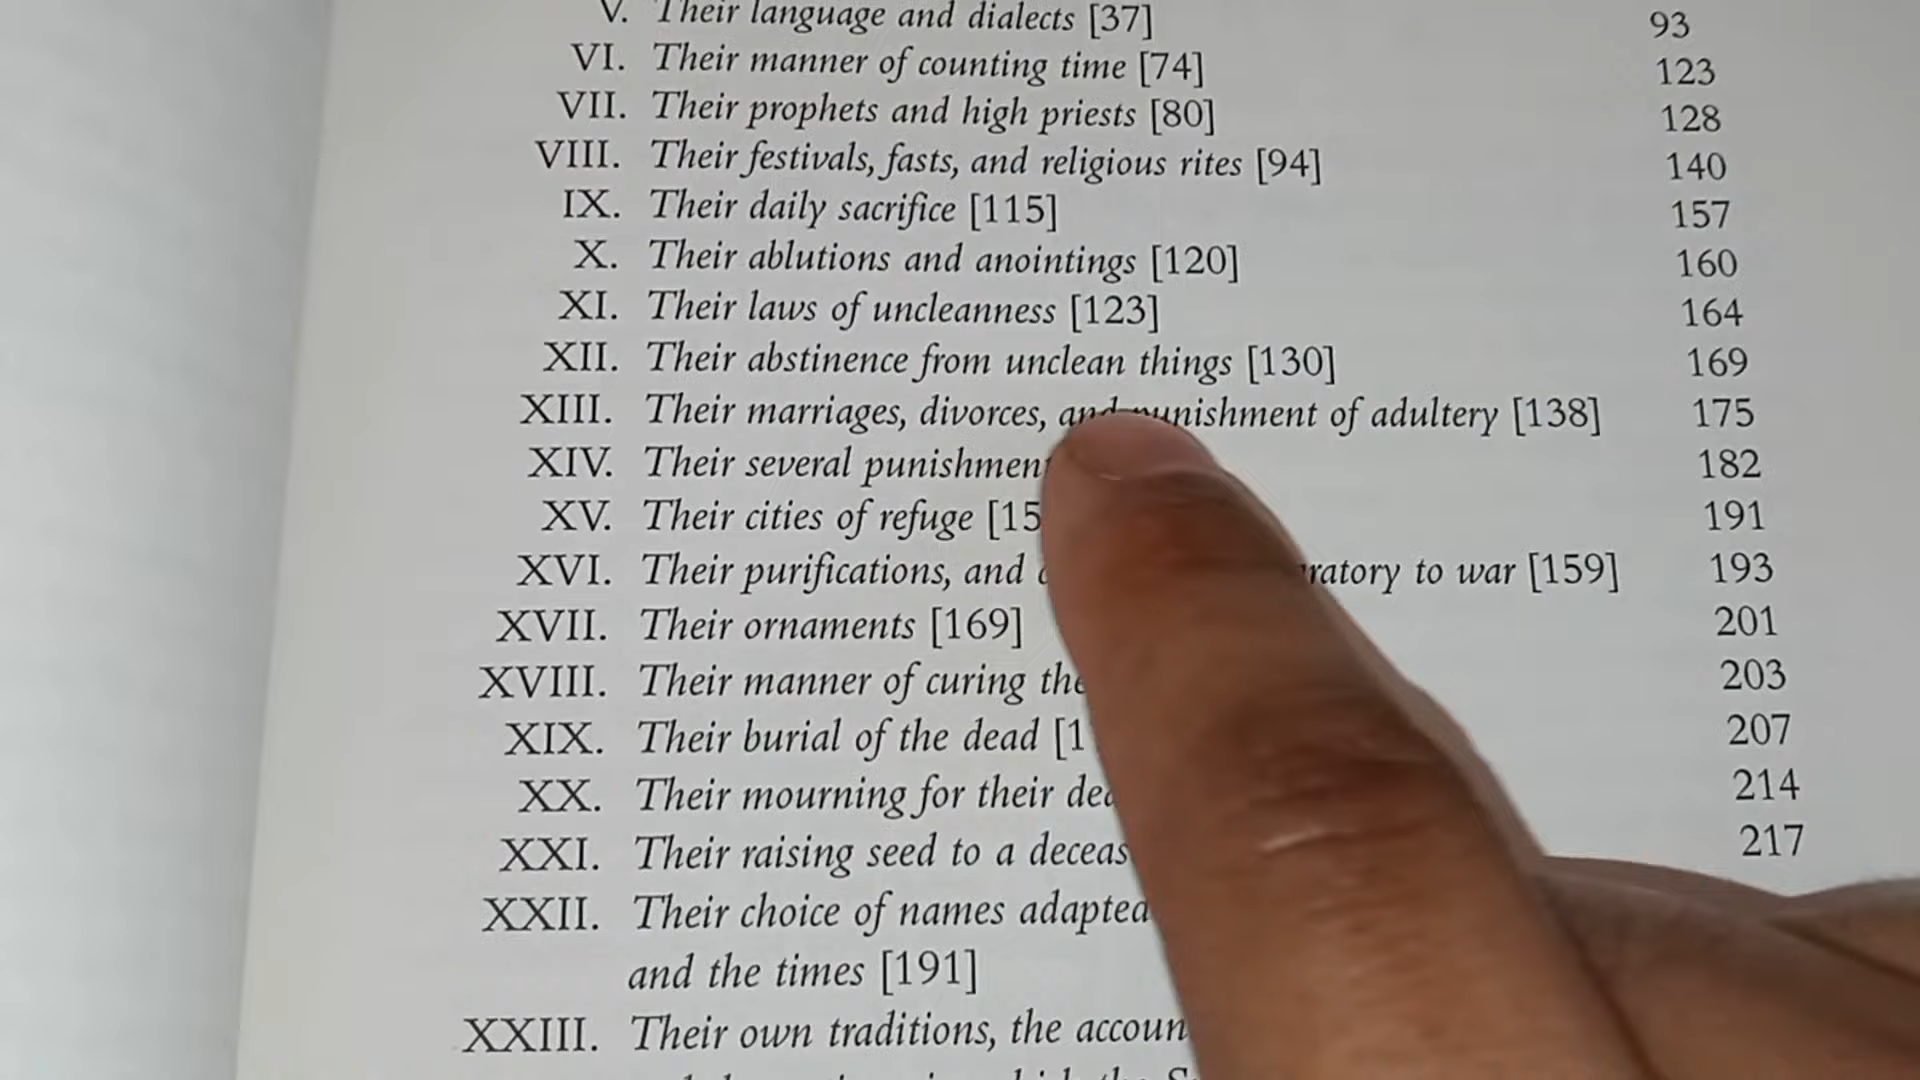 V. Their language and dialects [37] 93
VI. Their manner of counting time [74] 123
VII. Their prophets and high priests [80] 128
VIII. Their festivals, fasts, and religious rites [94] 140
IX. Their daily sacrifice [115] 157
X. Their ablutions and anointings [120] 160
XI. Their laws of uncleanness [123] 164
XII. Their abstinence from unclean things [130] 169
XIII. Their marriages, divorces, and punishment of adultery [138] 175
XIV. Their several 182
XV. Their cities of refuge 191
XVI. Their purifications, and to war [159] 193
XVII. Their ornaments [169] 201
XVIII. Their manner of curing 203
XIX. Their burial of the dead 207
XX. Their mourning for their 214
XXI. Their raising seed to a 217
XXII. Their choice of names adapted
and the times [191]
XXIII. Their own traditions, the